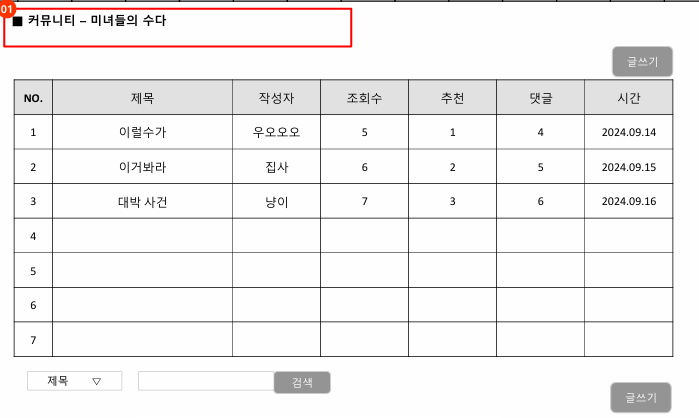 01
■ 커뮤니티 – 미녀들의 수다
글쓰기
NO. 제목 작성자 조회수 추천 댓글 시간
1 이럴수가 우오오오 5 1 4 2024.09.14
2 이거봐라 집사 6 2 5 2024.09.15
3 대박 사건 냥이 7 3 6 2024.09.16
4
5
6
7
제목 ▽ 검색
글쓰기